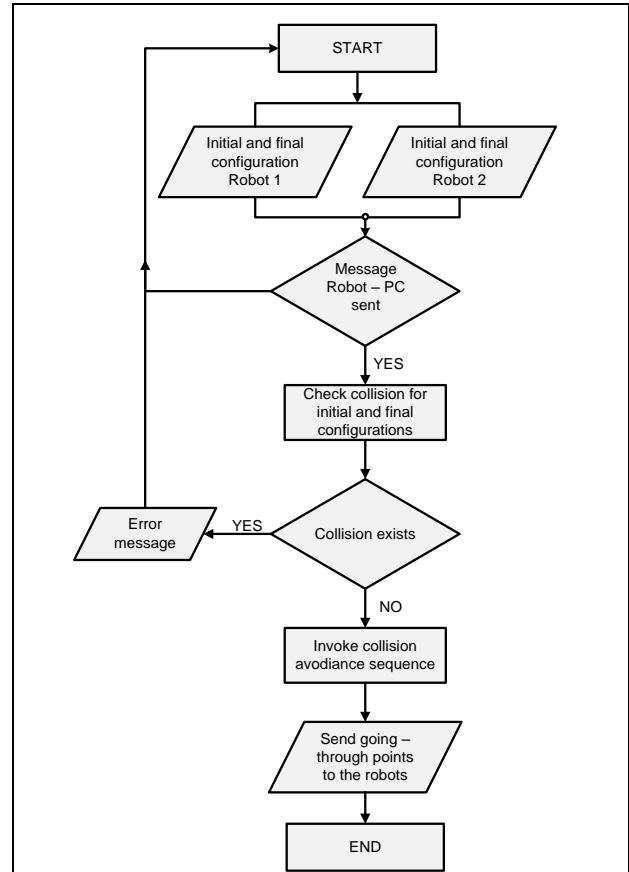 START
Initial and final
configuration
Robot 1
Initial and final
configuration
Robot 2
Message
Robot – PC
sent
YES
Check collision for
initial and final
configurations
Collision exists
YES
Error
message
NO
Invoke collision
avodiance sequence
Send going –
through points
to the robots
END